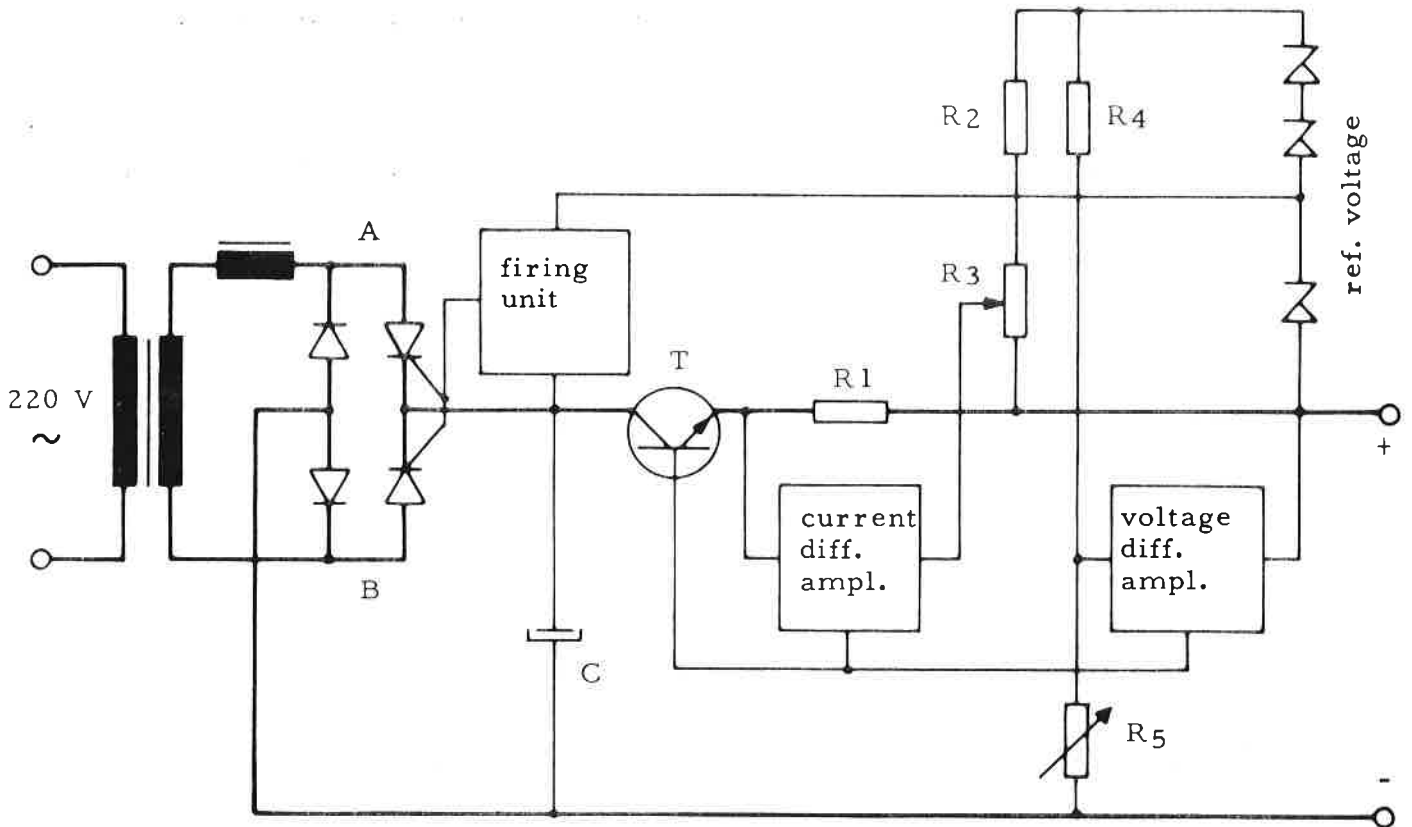 R2
R4
ref. voltage
A
firing
unit
R3
T
R1
220 V
~
+
current
diff.
ampl.
voltage
diff.
ampl.
B
C
R5
-